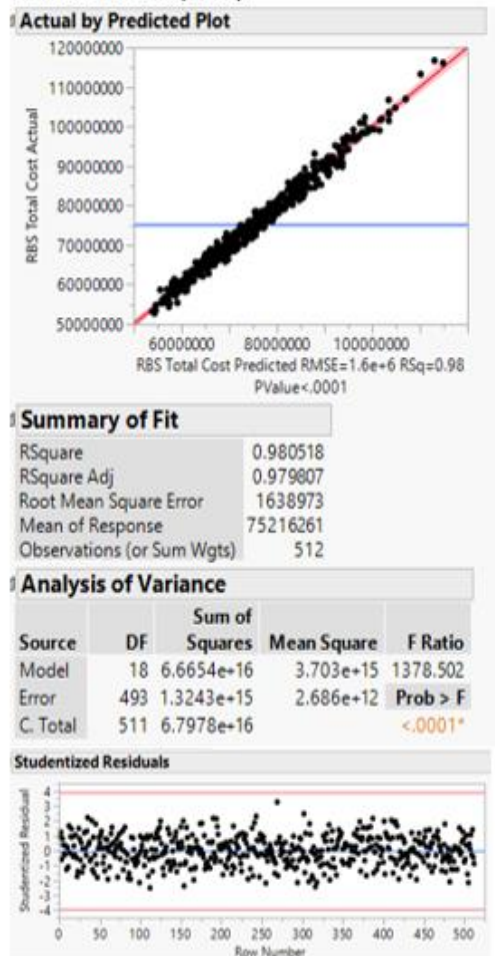 Actual by Predicted Plot
120000000
110000000
100000000
90000000
80000000
70000000
60000000
50000000
RBS Total Cost Actual
60000000 80000000 100000000
RBS Total Cost Predicted RMSE=1.6e+6 RSq=0.98
PValue<.0001
Summary of Fit
RSquare 0.980518
RSquare Adj 0.979807
Root Mean Square Error 1638973
Mean of Response 75216261
Observations (or Sum Wgts) 512
Analysis of Variance
Sum of
Source DF Squares Mean Square F Ratio
Model 18 6.6654e+16 3.703e+15 1378.502
Error 493 1.3243e+15 2.686e+12 Prob > F
C. Total 511 6.7978e+16 <.0001*
Studentized Residuals
4
3
2
1
0
-1
-2
-3
-4
Studentized Residual
0 50 100 150 200 250 300 350 400 450 500
Row Number